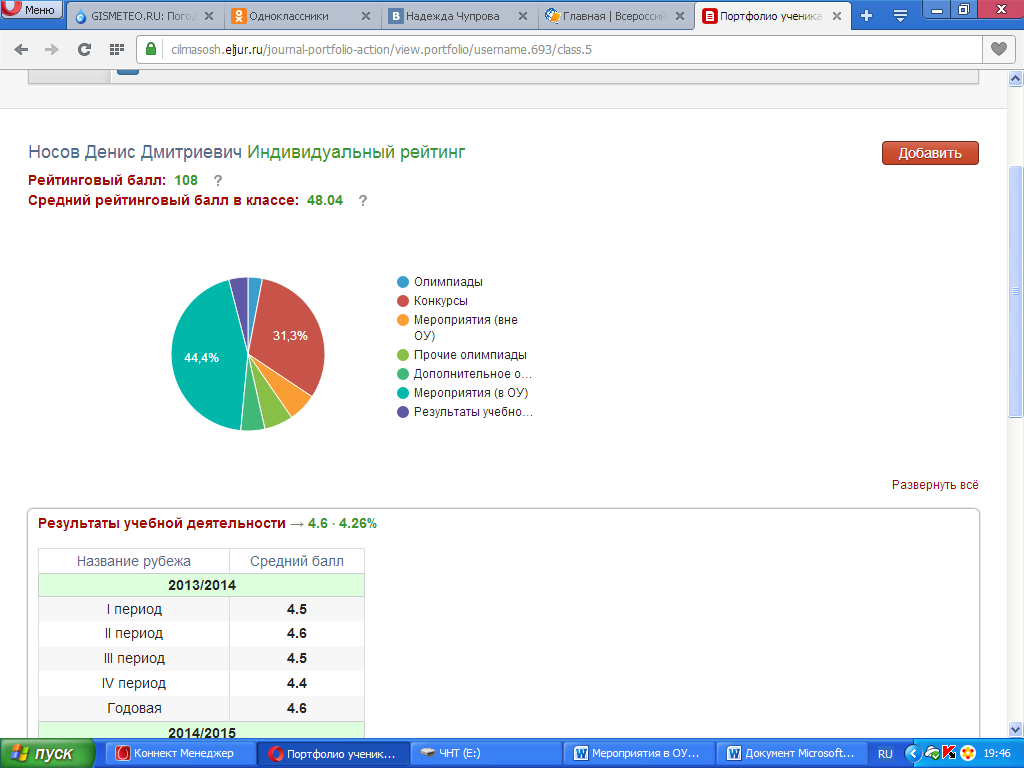 Меню
GISMETEO.RU: Пого
Одноклассники
Надежда Чупрова
Главная | Всеросси
Портфолио ученика
cilmasosh.eljur.ru/journal-portfolio-action/view.portfolio/username.693/class.5
Носов Денис Дмитриевич Индивидуальный рейтинг
Добавить
Рейтинговый балл: 108 ?
Средний рейтинговый балл в классе: 48.04 ?
44,4%
31,3%
Олимпиады
Конкурсы
Мероприятия (вне
ОУ)
Прочие олимпиады
Дополнительное о...
Мероприятия (в ОУ)
Результаты учебно...
Развернуть всё
Результаты учебной деятельности → 4.6 · 4.26%
Название рубежа Средний балл
2013/2014
I период 4.5
II период 4.6
III период 4.5
IV период 4.4
Годовая 4.6
2014/2015
пуск
Коннект Менеджер
Портфолио ученик...
ЧНТ (E:)
Мероприятия в ОУ...
Документ Microsoft...
RU
19:46